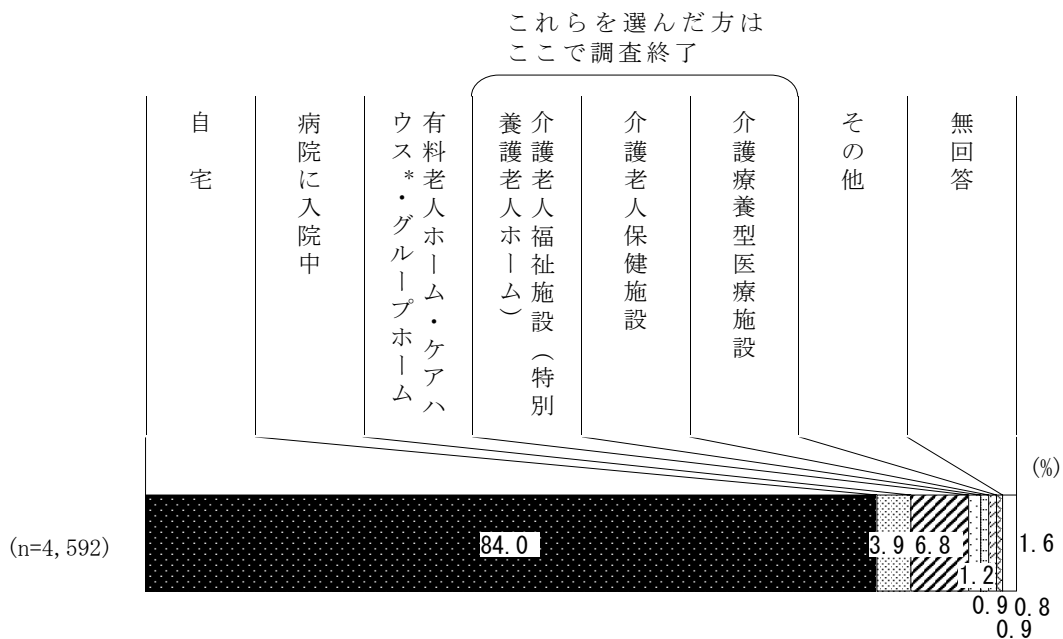 これらを選んだ方は
ここで調査終了
自宅
病院に入院中
有料老人ホーム・ケアハ
ウス*・グループホーム
介護老人福祉施設（特別
養護老人ホーム）
介護老人保健施設
介護療養型医療施設
その他
無回答
(%)
(n=4,592)
84.0
3.9
6.8
1.2
0.9
0.9
0.8
1.6